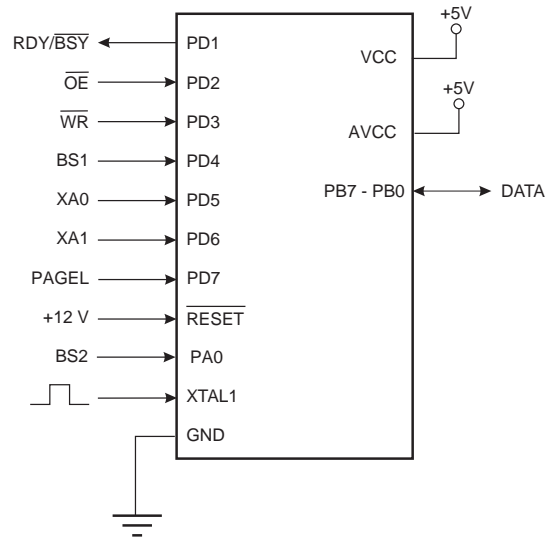 +5V
RDY/BSY PD1
VCC
OE PD2
+5V
WR PD3
AVCC
BS1 PD4
PB7 - PB0 DATA
XA0 PD5
XA1 PD6
PAGEL PD7
+12 V RESET
BS2 PA0
XTAL1
GND